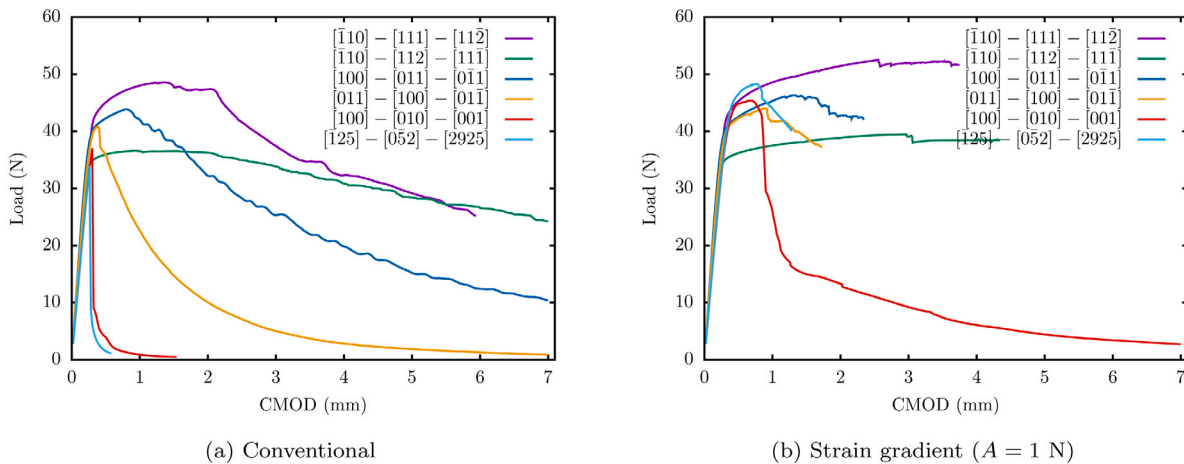 60
50
40
30
20
10
0
Load (N)
[1̄10] − [111] − [112̄]
[1̄10] − [112] − [111̄]
[100] − [011] − [01̄1]
[011] − [100] − [011̄]
[100] − [010] − [001]
[1̄25] − [05̄2] − [2925]
0 1 2 3 4 5 6 7
CMOD (mm)
(a) Conventional
60
50
40
30
20
10
0
Load (N)
[1̄10] − [111] − [112̄]
[1̄10] − [112] − [111̄]
[100] − [011] − [01̄1]
[011] − [100] − [011̄]
[100] − [010] − [001]
[1̄25] − [05̄2] − [2925]
0 1 2 3 4 5 6 7
CMOD (mm)
(b) Strain gradient (A = 1 N)